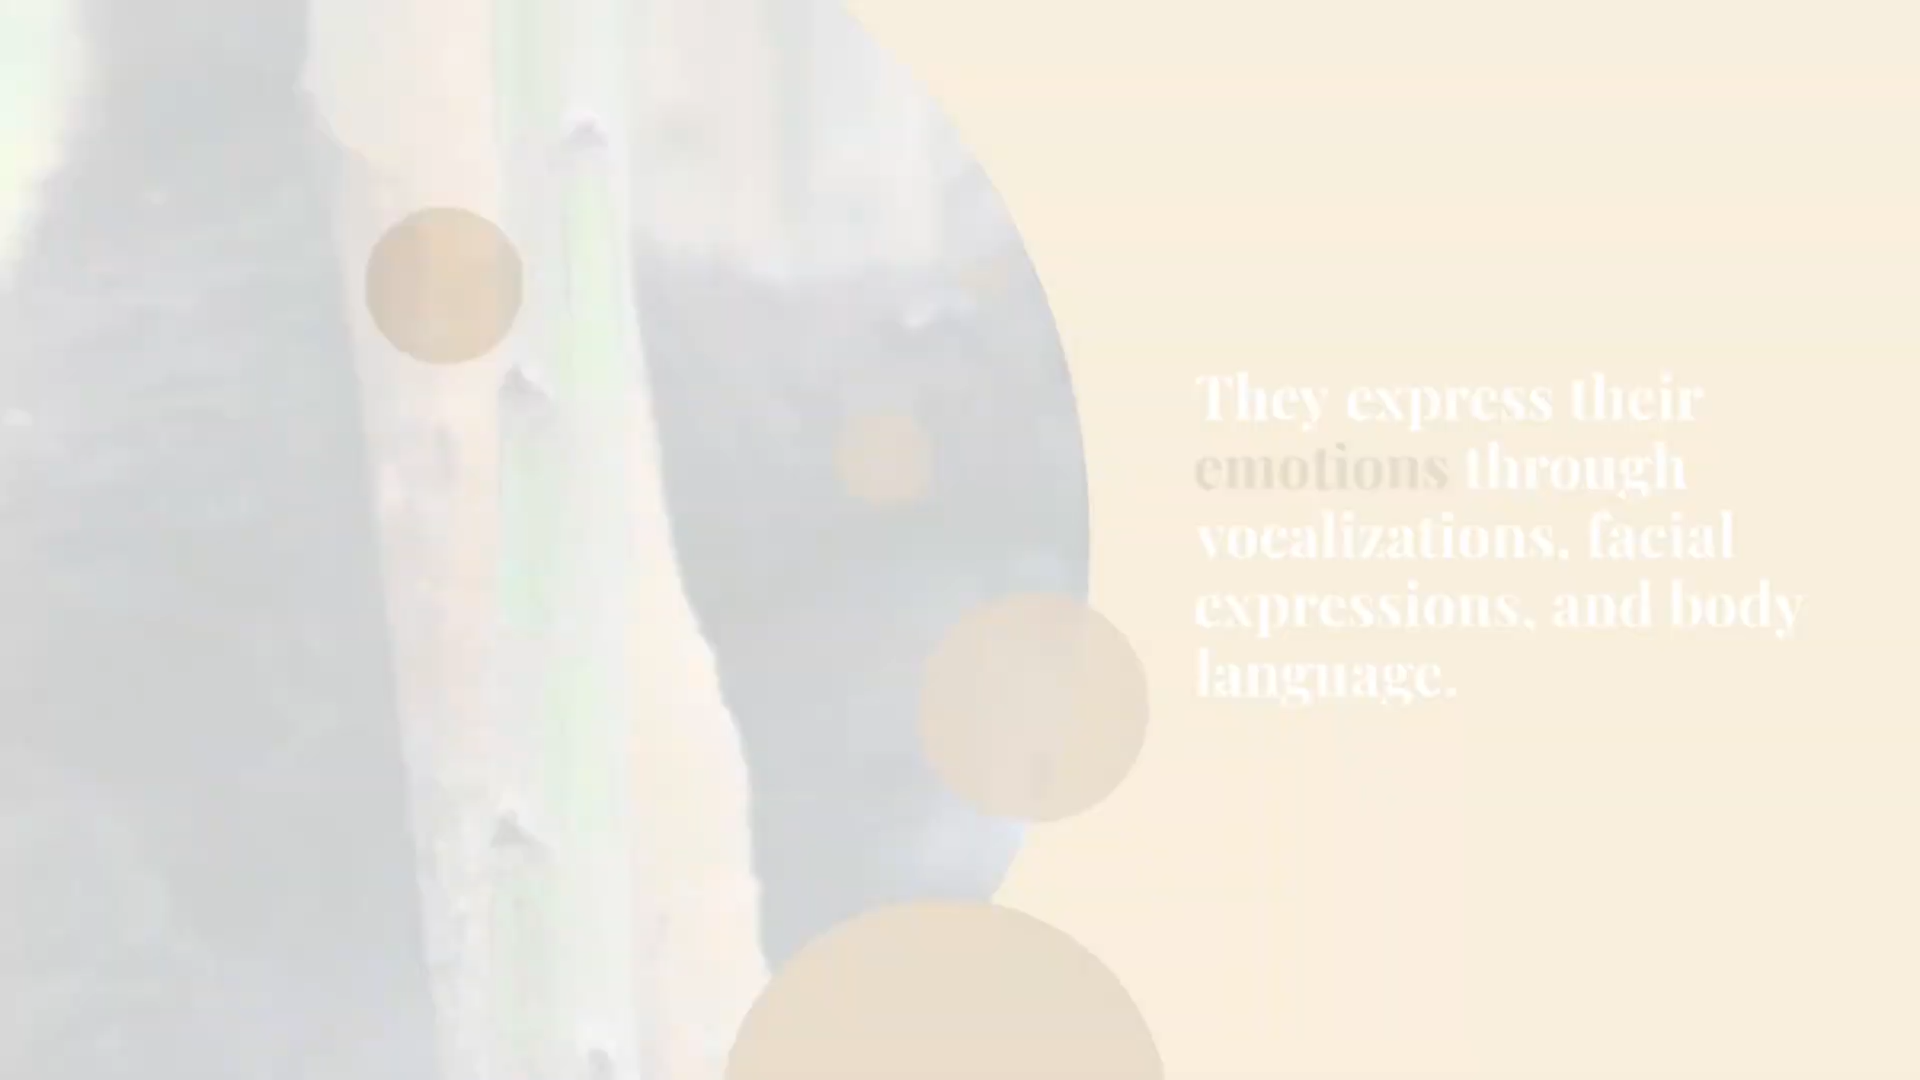 They express their
emotions through
vocalizations, facial
expressions, and body
language.